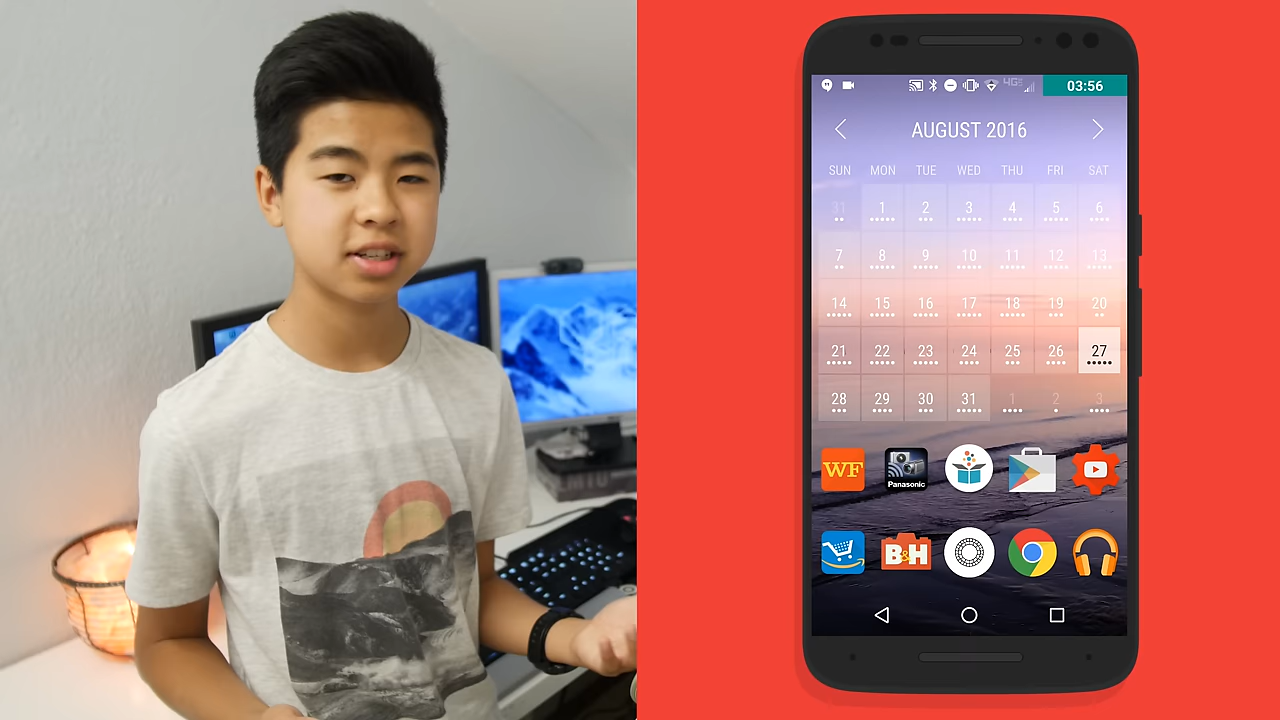 4G
03:56
AUGUST 2016
SUN MON TUE WED THU FRI SAT
31 1 2 3 4 5 6
7 8 9 10 11 12 13
14 15 16 17 18 19 20
21 22 23 24 25 26 27
28 29 30 31 1 2 3
WF
Panasonic
B&H